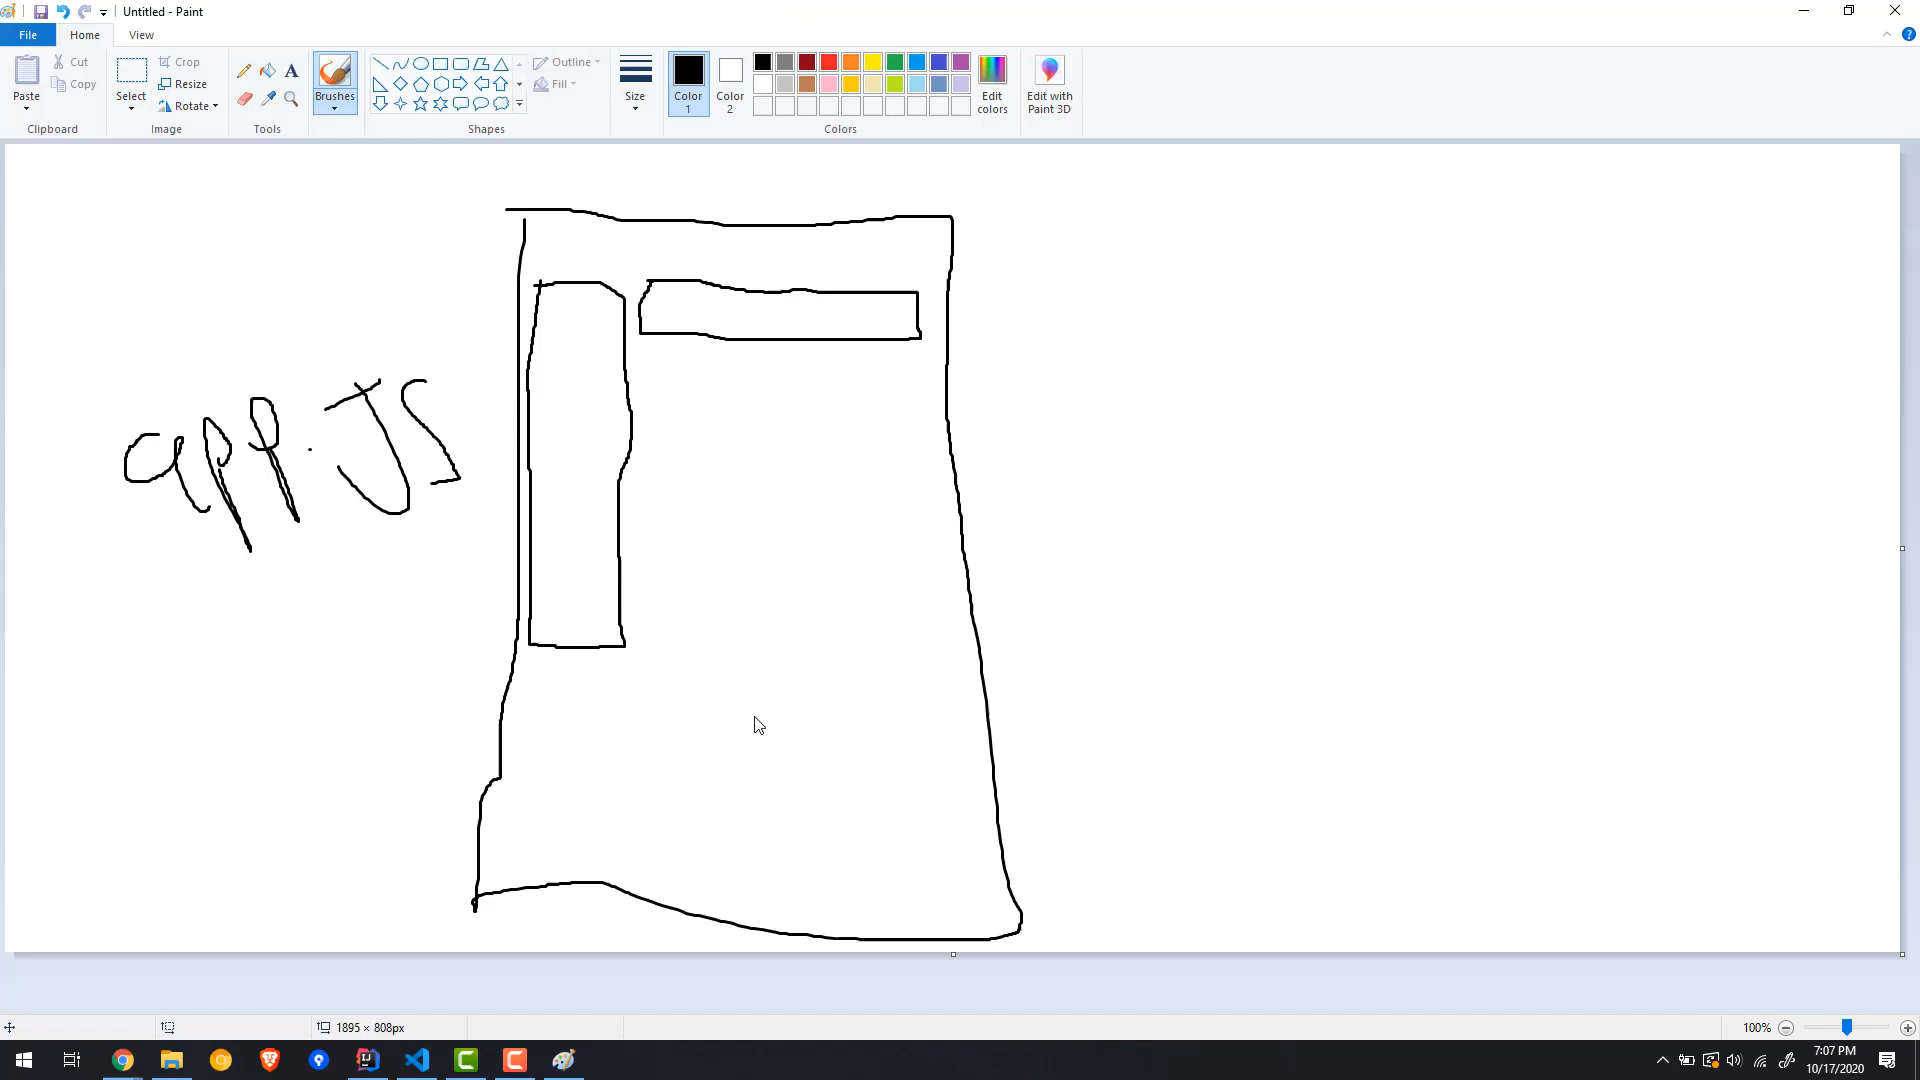 Untitled - Paint
File
Home
View
Paste
Cut
Copy
Clipboard
Select
Crop
Resize
Rotate
Image
Tools
Brushes
Shapes
Outline
Fill
Size
Color 1
Color 2
Colors
Edit colors
Edit with Paint 3D
app.JS
1895 × 808px
100%
7:07 PM
10/17/2020